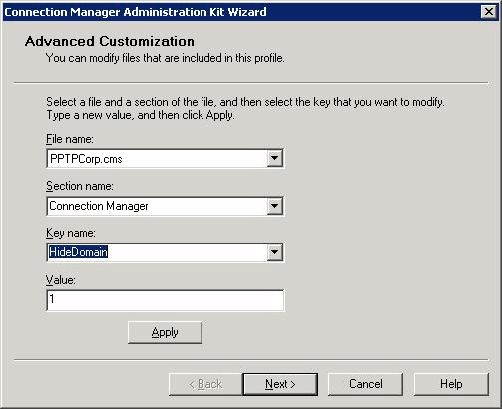 Connection Manager Administration Kit Wizard
Advanced Customization
You can modify files that are included in this profile.
Select a file and a section of the file, and then select the key that you want to modify.
Type a new value, and then click Apply.
File name:
PPTPCorp.cms
Section name:
Connection Manager
Key name:
HideDomain
Value:
1
Apply
< Back
Next >
Cancel
Help